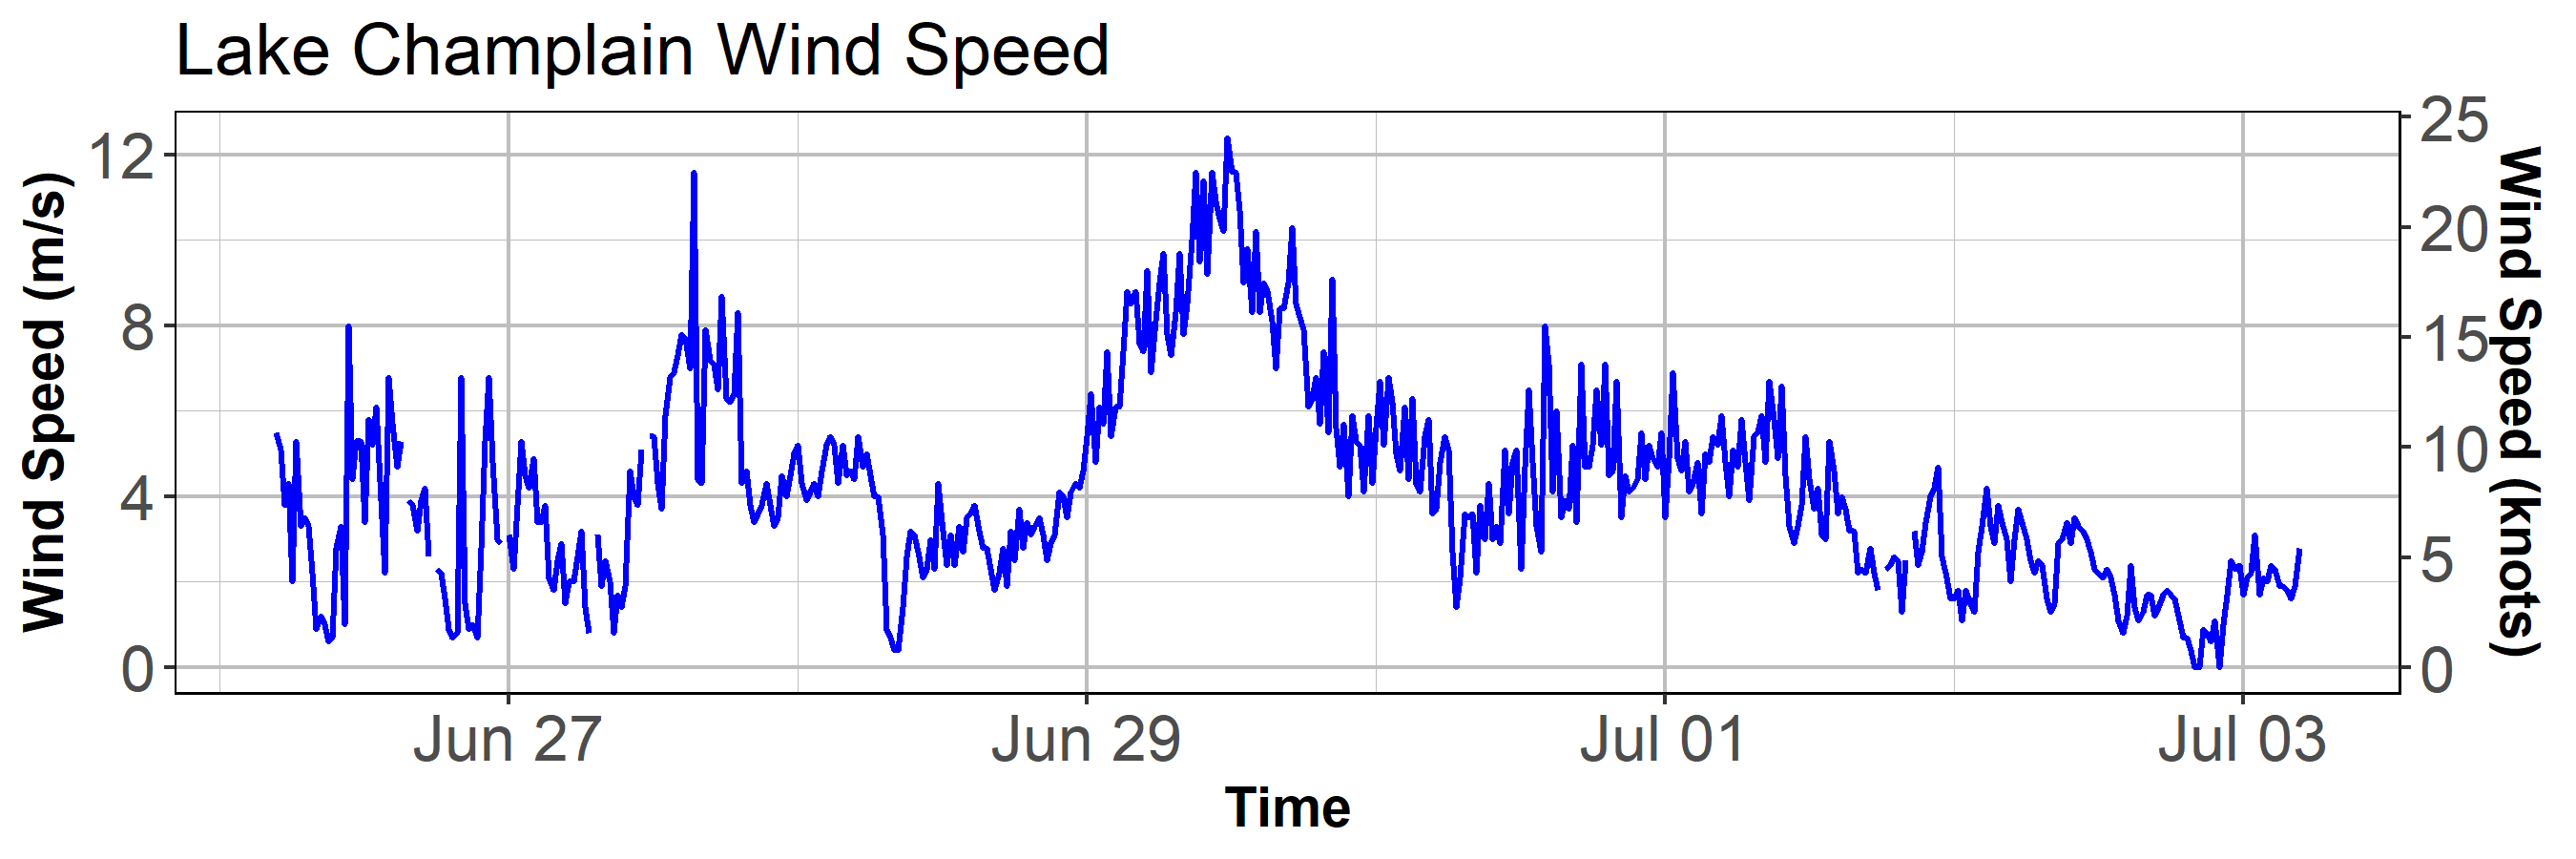 Lake Champlain Wind Speed
Wind Speed (m/s)
12
8
4
0
25
20
15
10
5
0
Wind Speed (knots)
Jun 27
Jun 29
Jul 01
Jul 03
Time